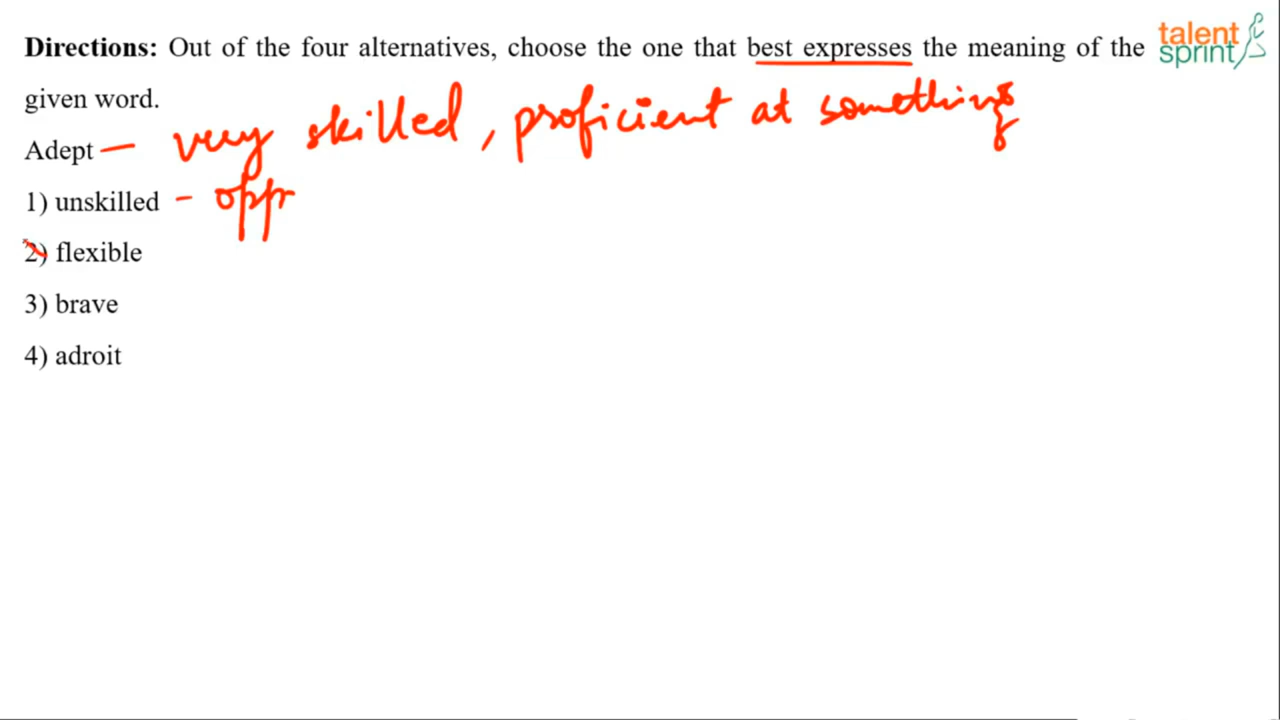 Directions: Out of the four alternatives, choose the one that best expresses the meaning of the
given word.
talent
sprint
Adept — very skilled, proficient at something
1) unskilled - opp
2) flexible
3) brave
4) adroit